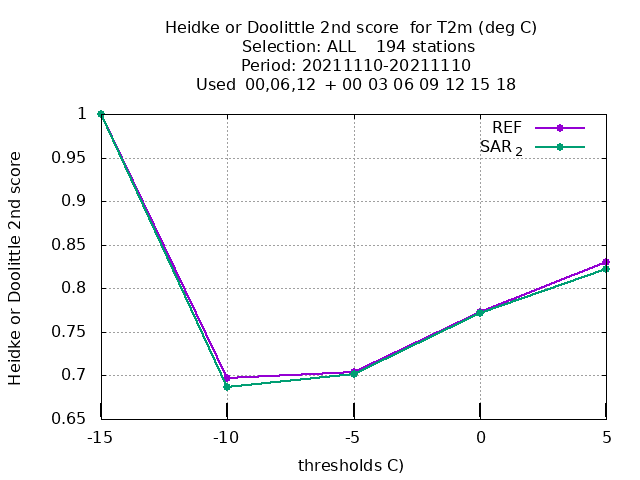 Heidke or Doolittle 2nd score  for T2m (deg C)
Selection: ALL    194 stations
Period: 20211110-20211110
Used  00,06,12  + 00 03 06 09 12 15 18
REF
SAR 2
1
0.95
0.9
0.85
0.8
0.75
0.7
0.65
Heidke or Doolittle 2nd score
-15 -10 -5 0 5
thresholds C)